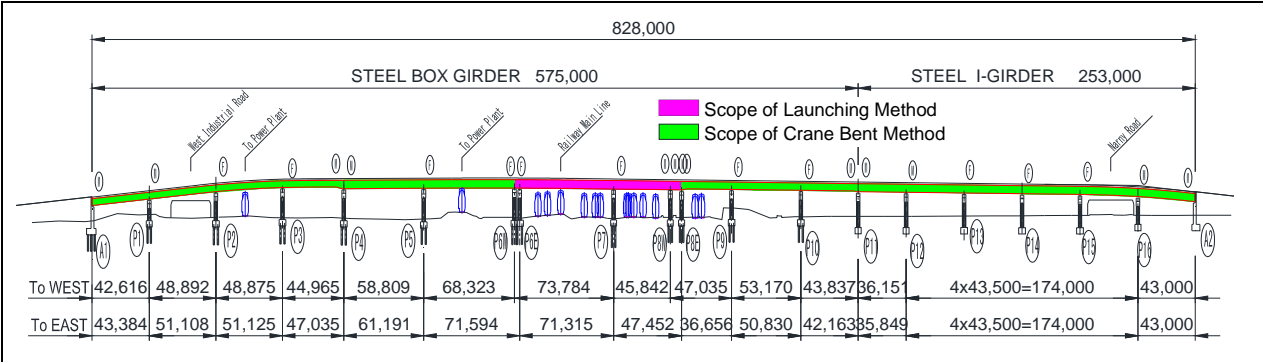 828,000
STEEL BOX GIRDER 575,000
STEEL I-GIRDER 253,000
West Industrial Road
To Power Plant
To Power Plant
Railway Main Line
Narny Road
Scope of Launching Method
Scope of Crane Bent Method
A1 P1 P2 P3 P4 P5 P6W P6E P7 P8W P8E P9 P10 P11 P12 P13 P14 P15 P16 A2
To WEST 42,616 48,892 48,875 44,965 58,809 68,323 73,784 45,842 47,035 53,170 43,837 36,151 4x43,500=174,000 43,000
To EAST 43,384 51,108 51,125 47,035 61,191 71,594 71,315 47,452 36,656 50,830 42,163 35,849 4x43,500=174,000 43,000